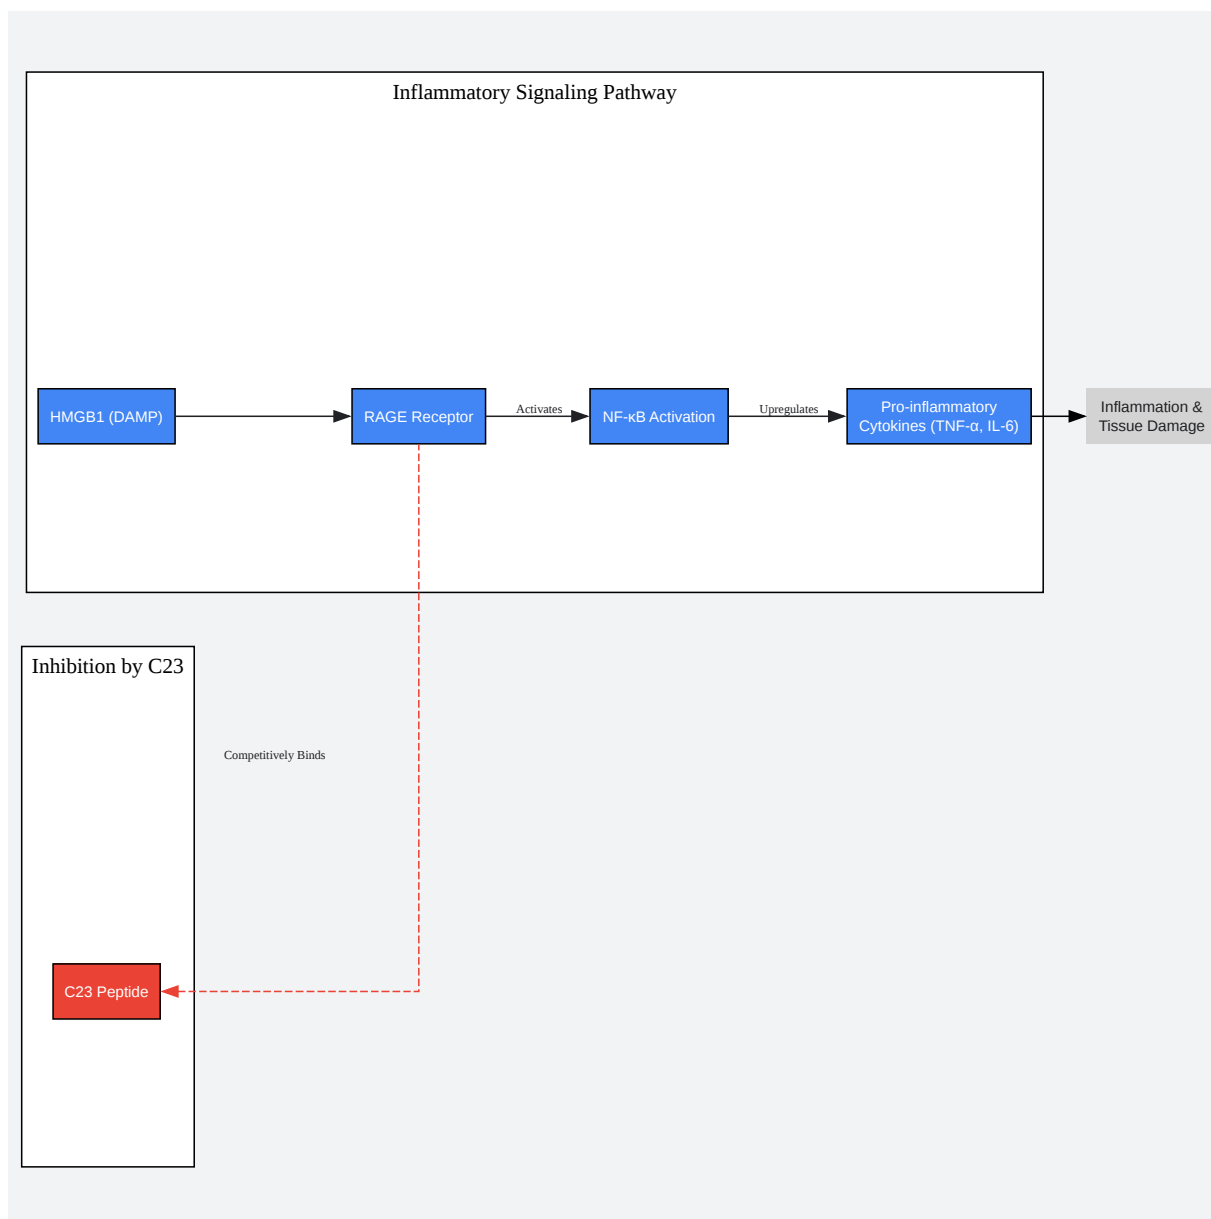 Inflammatory Signaling Pathway
HMGB1 (DAMP)
RAGE Receptor
Activates
NF-κB Activation
Upregulates
Pro-inflammatory
Cytokines (TNF-α, IL-6)
Inflammation &
Tissue Damage
Inhibition by C23
Competitively Binds
C23 Peptide